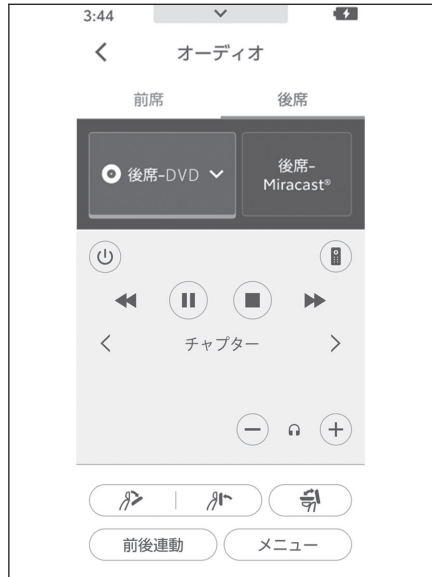 3:44
オーディオ
前席
後席
後席-DVD
後席-
Miracast®
チャプター
前後連動
メニュー